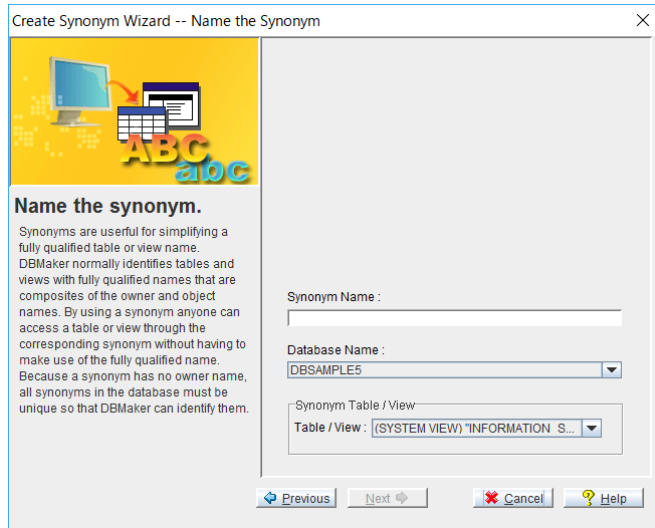 Create Synonym Wizard -- Name the Synonym
ABC
abc
Name the synonym.
Synonyms are userful for simplifying a
fully qualified table or view name.
DBMaker normally identifies tables and
views with fully qualified names that are
composites of the owner and object
names. By using a synonym anyone can
access a table or view through the
corresponding synonym without having to
make use of the fully qualified name.
Because a synonym has no owner name,
all synonyms in the database must be
unique so that DBMaker can identify them.
Synonym Name :
Database Name :
DBSAMPLE5
Synonym Table / View
Table / View : (SYSTEM VIEW) "INFORMATION_S...
Previous Next Cancel Help